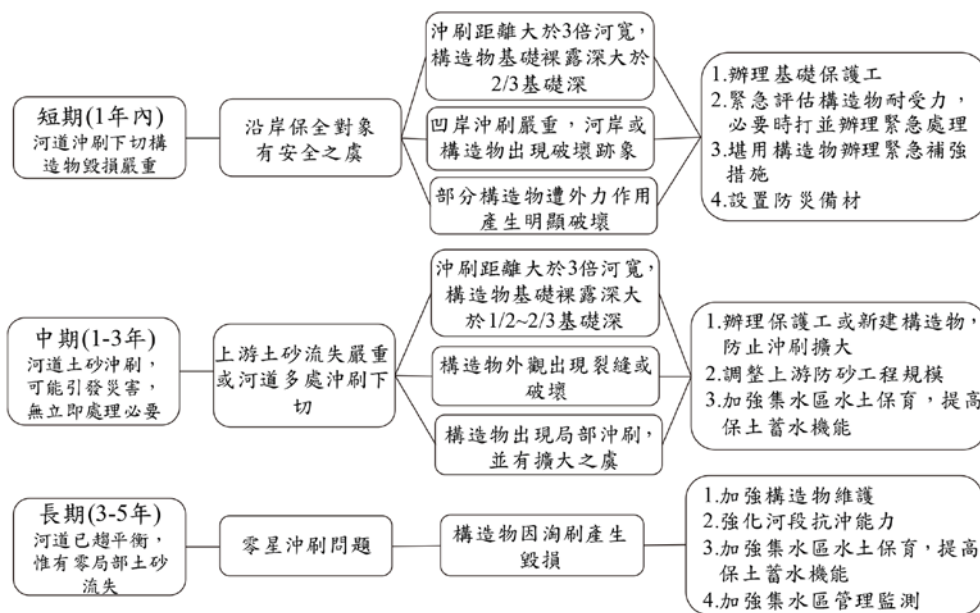 短期(1年內)
河道沖刷下切構
造物毀損嚴重
沿岸保全對象
有安全之虞
沖刷距離大於3倍河寬，
構造物基礎裸露深大於
2/3基礎深
凹岸沖刷嚴重，河岸或
構造物出現破壞跡象
部分構造物遭外力作用
產生明顯破壞
1.辦理基礎保護工
2.緊急評估構造物耐受力，
必要時打並辦理緊急處理
3.堪用構造物辦理緊急補強
措施
4.設置防災備材
中期(1-3年)
河道土砂沖刷，
可能引發災害，
無立即處理必要
上游土砂流失嚴重
或河道多處沖刷下
切
沖刷距離大於3倍河寬，
構造物基礎裸露深大
於1/2~2/3基礎深
構造物外觀出現裂縫或
破壞
構造物出現局部沖刷，
並有擴大之虞
1.辦理保護工或新建構造物，
防止沖刷擴大
2.調整上游防砂工程規模
3.加強集水區水土保育，提高
保土蓄水機能
長期(3-5年)
河道已趨平衡，
惟有零局部土砂
流失
零星沖刷問題
構造物因淘刷產生
毀損
1.加強構造物維護
2.強化河段抗沖能力
3.加強集水區水土保育，提高
保土蓄水機能
4.加強集水區管理監測